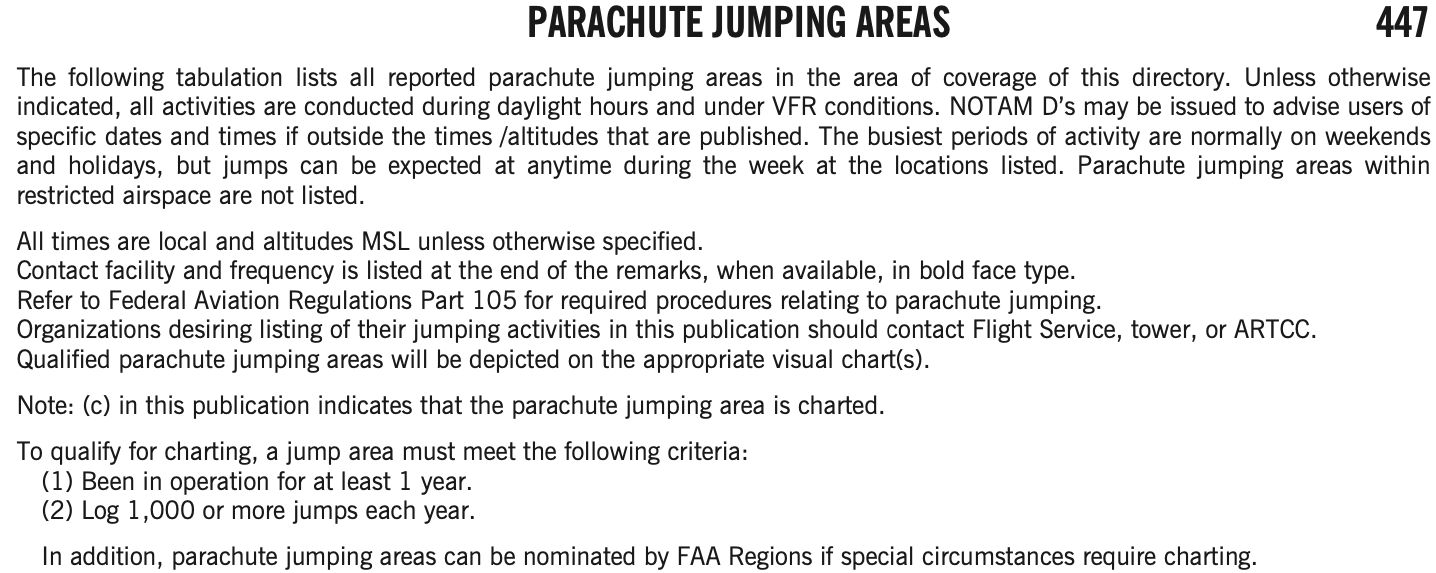 PARACHUTE JUMPING AREAS 447
The following tabulation lists all reported parachute jumping areas in the area of coverage of this directory. Unless otherwise
indicated, all activities are conducted during daylight hours and under VFR conditions. NOTAM D's may be issued to advise users of
specific dates and times if outside the times /altitudes that are published. The busiest periods of activity are normally on weekends
and holidays, but jumps can be expected at anytime during the week at the locations listed. Parachute jumping areas within
restricted airspace are not listed.
All times are local and altitudes MSL unless otherwise specified.
Contact facility and frequency is listed at the end of the remarks, when available, in bold face type.
Refer to Federal Aviation Regulations Part 105 for required procedures relating to parachute jumping.
Organizations desiring listing of their jumping activities in this publication should contact Flight Service, tower, or ARTCC.
Qualified parachute jumping areas will be depicted on the appropriate visual chart(s).
Note: (c) in this publication indicates that the parachute jumping area is charted.
To qualify for charting, a jump area must meet the following criteria:
(1) Been in operation for at least 1 year.
(2) Log 1,000 or more jumps each year.
In addition, parachute jumping areas can be nominated by FAA Regions if special circumstances require charting.